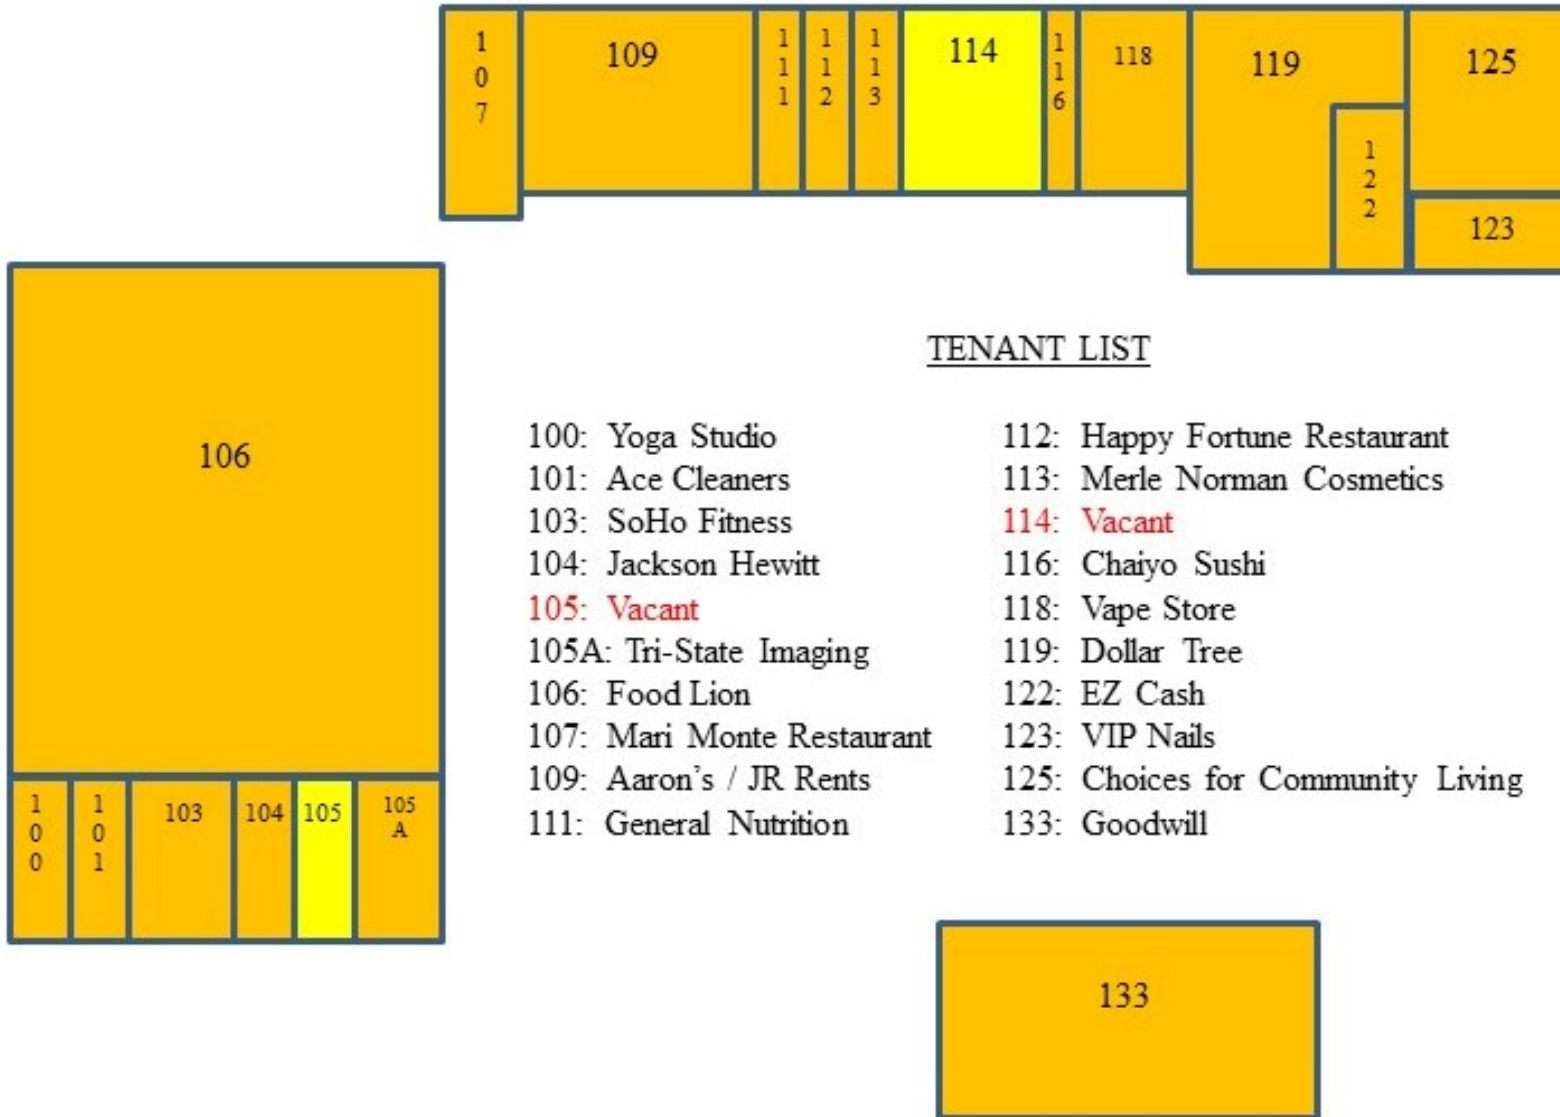 107
109
111
112
113
114
116
118
119
125
122
123
106
TENANT LIST
100: Yoga Studio
101: Ace Cleaners
103: SoHo Fitness
104: Jackson Hewitt
105: Vacant
105A: Tri-State Imaging
106: Food Lion
107: Mari Monte Restaurant
109: Aaron's / JR Rents
111: General Nutrition
112: Happy Fortune Restaurant
113: Merle Norman Cosmetics
114: Vacant
116: Chaiyo Sushi
118: Vape Store
119: Dollar Tree
122: EZ Cash
123: VIP Nails
125: Choices for Community Living
133: Goodwill
100
101
103
104
105
105
A
133